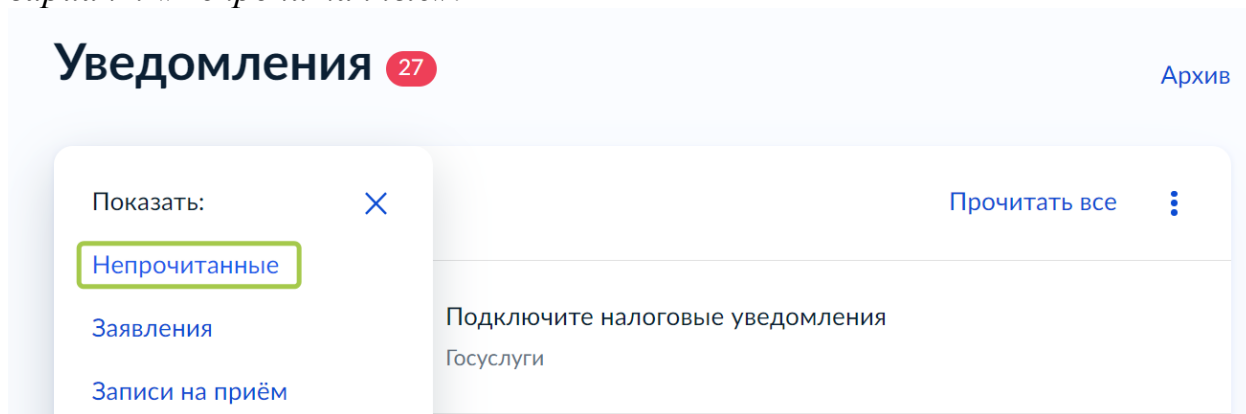 Уведомления 27
Архив
Показать:
Прочитать все
Непрочитанные
Подключите налоговые уведомления
Заявления
Госуслуги
Записи на приём